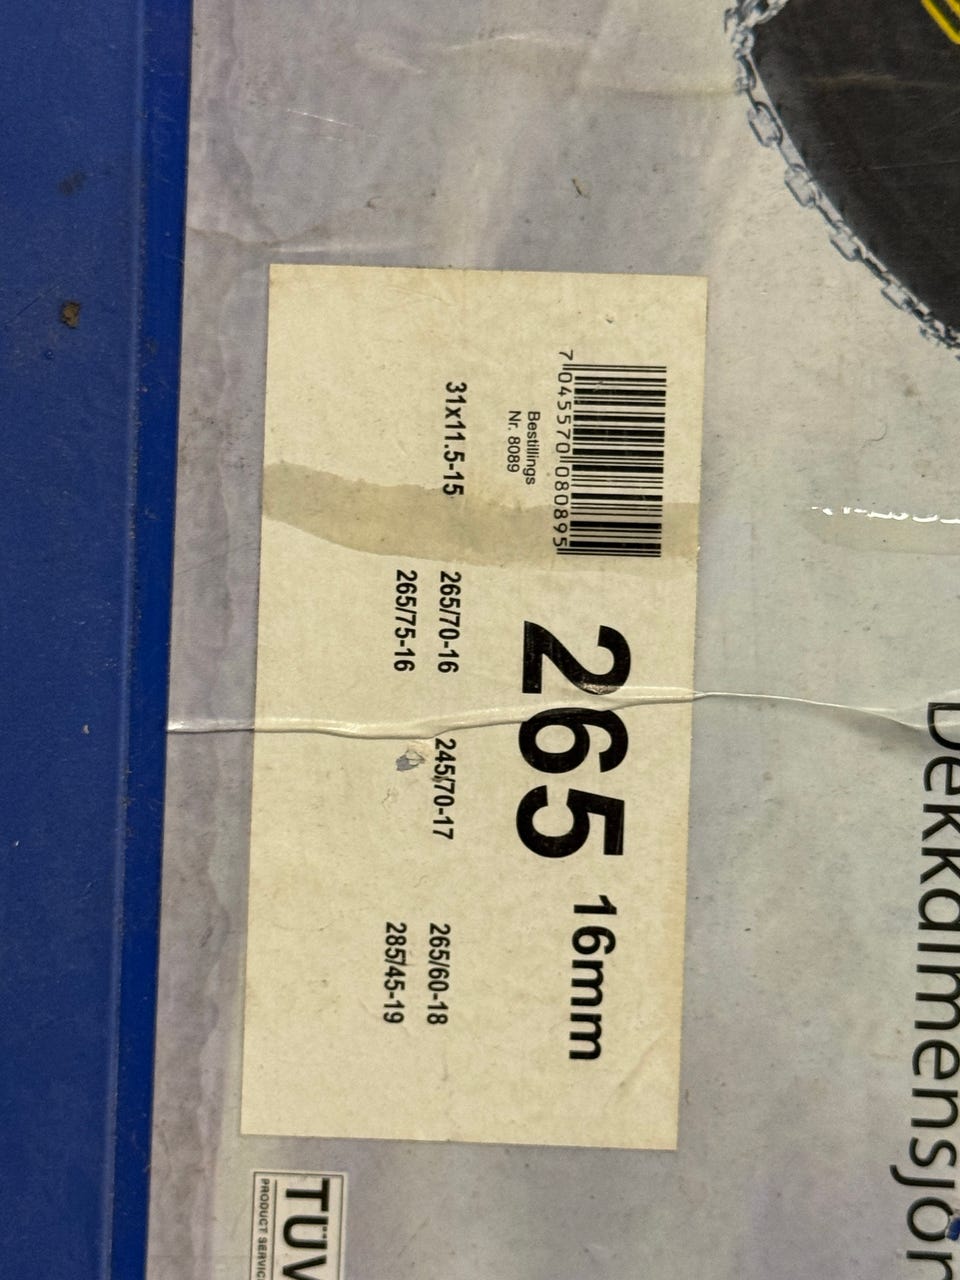 Dekkdimensjon
7 045570 080895
265 16mm
Bestillings
Nr. 8089
31x11.5-15 265/70-16 245/70-17 265/60-18
265/75-16 285/45-19
TÜV
PRODUCT SERVICE